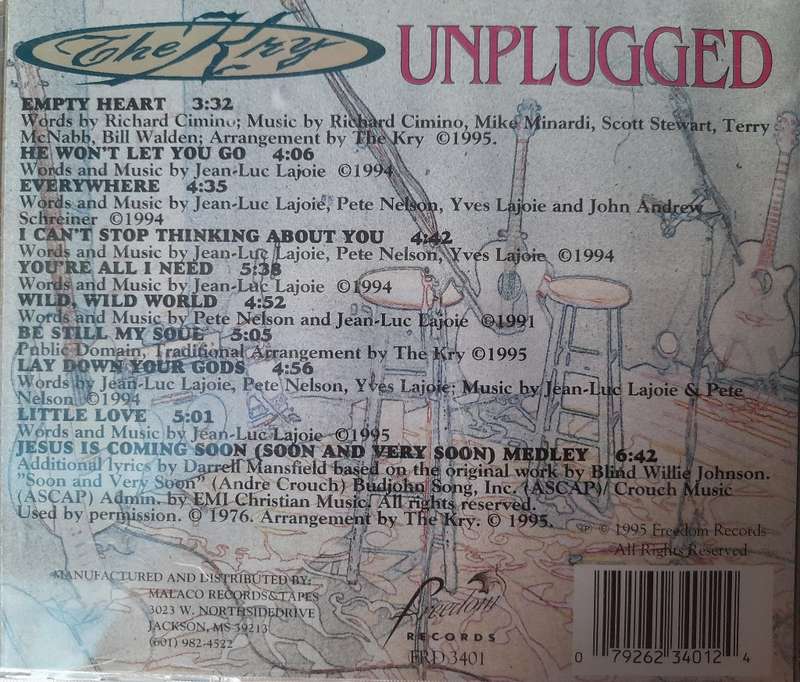 The Kry UNPLUGGED
EMPTY HEART 3:32
Words by Richard Cimino; Music by Richard Cimino, Mike Minardi, Scott Stewart, Terry
McNabb, Bill Walden; Arrangement by The Kry ©1995.
HE WON'T LET YOU GO 4:06
Words and Music by Jean-Luc Lajoie ©1994
EVERYWHERE 4:35
Words and Music by Jean-Luc Lajoie, Pete Nelson, Yves Lajoie and John Andrew
Schreiner ©1994
I CAN'T STOP THINKING ABOUT YOU 4:42
Words and Music by Jean-Luc Lajoie, Pete Nelson, Yves Lajoie ©1994
YOU'RE ALL I NEED 5:38
Words and Music by Jean-Luc Lajoie ©1994
WILD, WILD WORLD 4:52
Words and Music by Pete Nelson and Jean-Luc Lajoie ©1991
BE STILL MY SOUL 5:05
Public Domain, Traditional Arrangement by The Kry ©1995
LAY DOWN YOUR GODS 4:56
Words by Jean-Luc Lajoie, Pete Nelson, Yves Lajoie; Music by Jean-Luc Lajoie & Pete
Nelson ©1994
LITTLE LOVE 5:01
Words and Music by Jean-Luc Lajoie ©1995
JESUS IS COMING SOON (SOON AND VERY SOON) MEDLEY 6:42
Additional lyrics by Darrell Mansfield based on the original work by Blind Willie Johnson.
"Soon and Very Soon" (Andre Crouch) Budjohn Song, Inc. (ASCAP)/ Crouch Music
(ASCAP) Admin. by EMI Christian Music. All rights reserved.
Used by permission. © 1976. Arrangement by The Kry. © 1995.
℗ © 1995 Freedom Records
All Rights Reserved
MANUFACTURED AND DISTRIBUTED BY:
MALACO RECORDS&TAPES
3023 W. NORTHSIDEDRIVE
JACKSON, MS 39213
(601) 982-4522
Freedom
RECORDS
FRD 3401
0 79262 34012 4